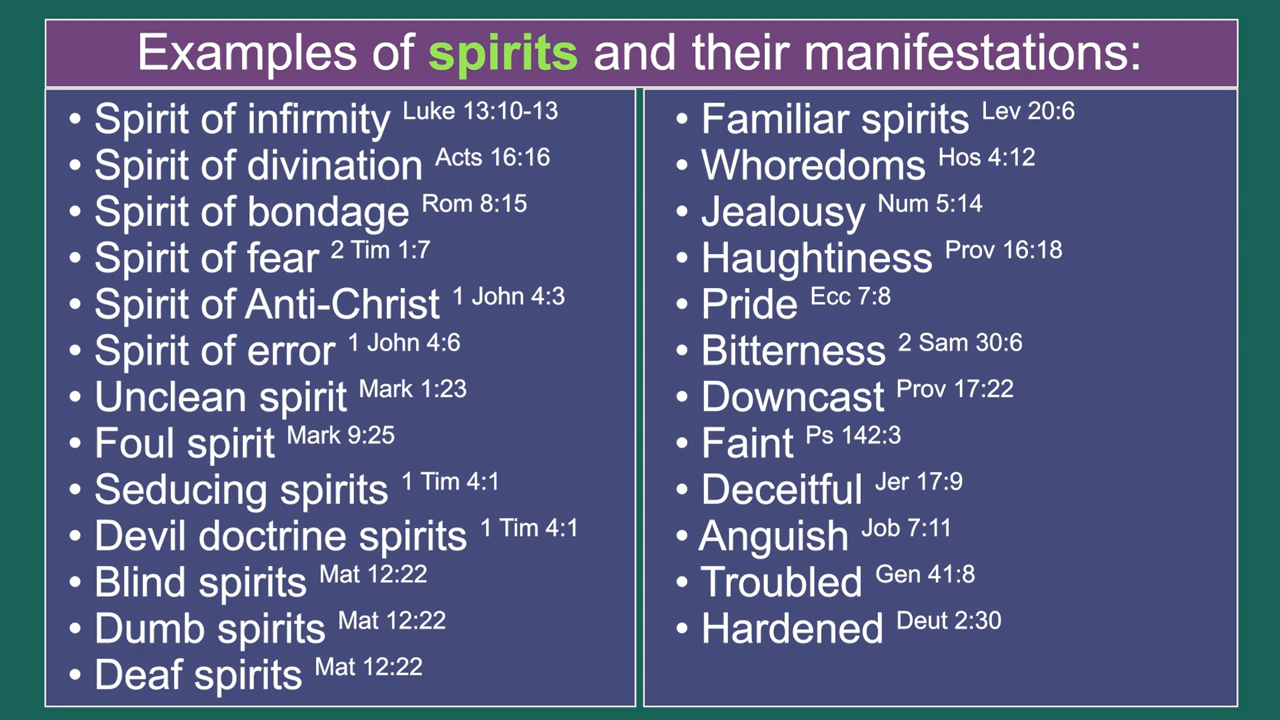 Examples of spirits and their manifestations:
• Spirit of infirmity Luke 13:10-13
• Spirit of divination Acts 16:16
• Spirit of bondage Rom 8:15
• Spirit of fear 2 Tim 1:7
• Spirit of Anti-Christ 1 John 4:3
• Spirit of error 1 John 4:6
• Unclean spirit Mark 1:23
• Foul spirit Mark 9:25
• Seducing spirits 1 Tim 4:1
• Devil doctrine spirits 1 Tim 4:1
• Blind spirits Mat 12:22
• Dumb spirits Mat 12:22
• Deaf spirits Mat 12:22
• Familiar spirits Lev 20:6
• Whoredoms Hos 4:12
• Jealousy Num 5:14
• Haughtiness Prov 16:18
• Pride Ecc 7:8
• Bitterness 2 Sam 30:6
• Downcast Prov 17:22
• Faint Ps 142:3
• Deceitful Jer 17:9
• Anguish Job 7:11
• Troubled Gen 41:8
• Hardened Deut 2:30